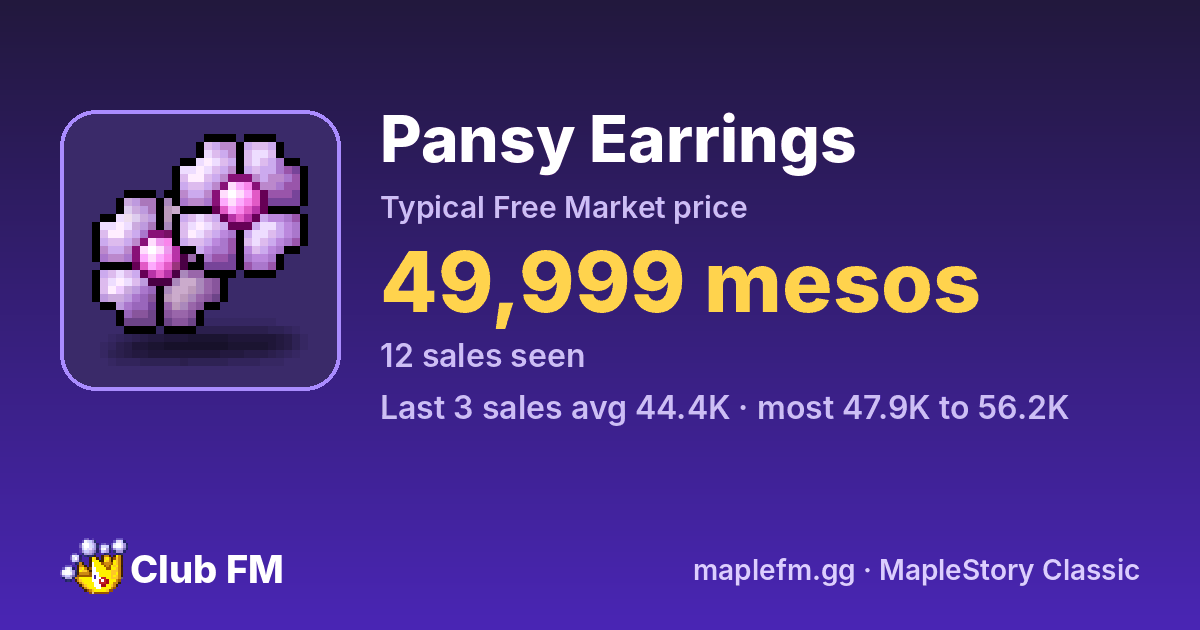 Pansy Earrings
Typical Free Market price
49,999 mesos
12 sales seen
Last 3 sales avg 44.4K · most 47.9K to 56.2K
Club FM
maplefm.gg · MapleStory Classic